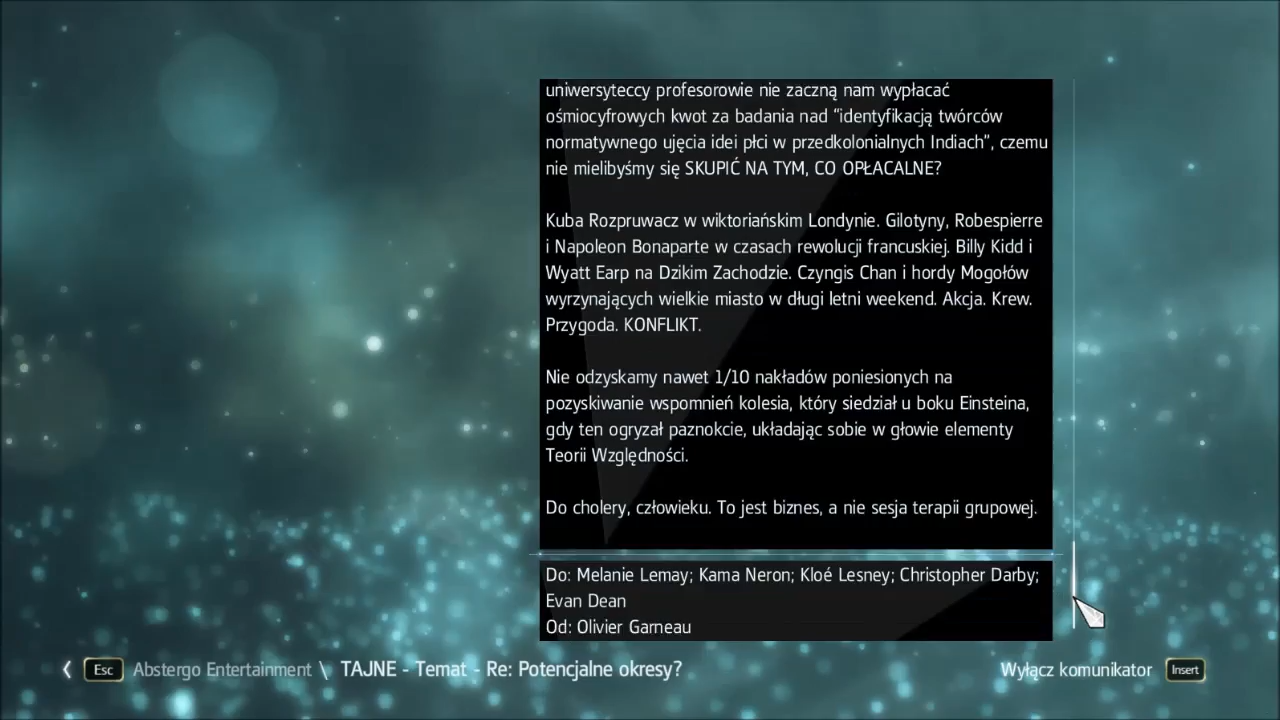 uniwersyteccy profesorowie nie zaczną nam wypłacać
ośmiocyfrowych kwot za badania nad “identyfikacją twórców
normatywnego ujęcia idei płci w przedkolonialnych Indiach”, czemu
nie mielibyśmy się SKUPIĆ NA TYM, CO OPŁACALNE?
Kuba Rozpruwacz w wiktoriańskim Londynie. Gilotyny, Robespierre
i Napoleon Bonaparte w czasach rewolucji francuskiej. Billy Kidd i
Wyatt Earp na Dzikim Zachodzie. Czyngis Chan i hordy Mogołów
wyrzynających wielkie miasto w długi letni weekend. Akcja. Krew.
Przygoda. KONFLIKT.
Nie odzyskamy nawet 1/10 nakładów poniesionych na
pozyskiwanie wspomnień kolesia, który siedział u boku Einsteina,
gdy ten ogryzał paznokcie, układając sobie w głowie elementy
Teorii Względności.
Do cholery, człowieku. To jest biznes, a nie sesja terapii grupowej.
Do: Melanie Lemay; Kama Neron; Kloé Lesney; Christopher Darby;
Evan Dean
Od: Olivier Garneau
Esc Abstergo Entertainment \ TAJNE - Temat - Re: Potencjalne okresy? Wyłącz komunikator Insert